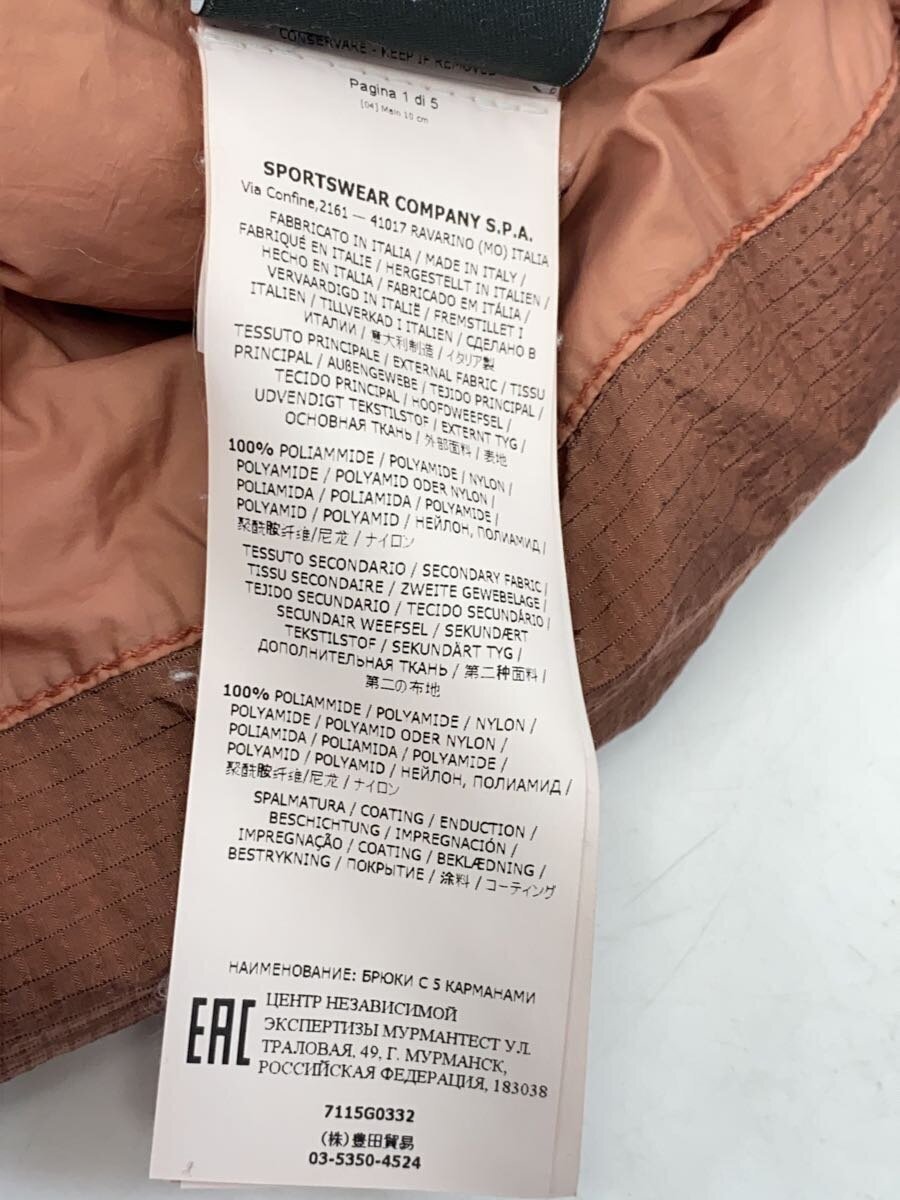 CONSERVARE - KEEP IF REMOVED
Pagina 1 di 5
[04] Main 10 cm
SPORTSWEAR COMPANY S.P.A.
Via Confine,2161 — 41017 RAVARINO (MO) ITALIA
FABBRICATO IN ITALIA / MADE IN ITALY /
FABRIQUÉ EN ITALIE / HERGESTELLT IN ITALIEN /
HECHO EN ITALIA / FABRICADO EM ITÁLIA /
VERVAARDIGD IN ITALIË / FREMSTILLET I
ITALIEN / TILLVERKAD I ITALIEN / СДЕЛАНО В
ИТАЛИИ / 意大利制造 / イタリア製
TESSUTO PRINCIPALE / EXTERNAL FABRIC / TISSU
PRINCIPAL / AUßENGEWEBE / TEJIDO PRINCIPAL /
TECIDO PRINCIPAL / HOOFDWEEFSEL /
UDVENDIGT TEKSTILSTOF / EXTERNT TYG /
ОСНОВНАЯ ТКАНЬ / 外部面料 / 表地
100% POLIAMMIDE / POLYAMIDE / NYLON /
POLYAMIDE / POLYAMID ODER NYLON /
POLIAMIDA / POLIAMIDA / POLYAMIDE /
POLYAMID / POLYAMID / НЕЙЛОН, ПОЛИАМИД /
聚酰胺纤维/尼龙 / ナイロン
TESSUTO SECONDARIO / SECONDARY FABRIC /
TISSU SECONDAIRE / ZWEITE GEWEBELAGE /
TEJIDO SECUNDARIO / TECIDO SECUNDÁRIO /
SECUNDAIR WEEFSEL / SEKUNDÆRT
TEKSTILSTOF / SEKUNDÄRT TYG /
ДОПОЛНИТЕЛЬНАЯ ТКАНЬ / 第二种面料 /
第二の布地
100% POLIAMMIDE / POLYAMIDE / NYLON /
POLYAMIDE / POLYAMID ODER NYLON /
POLIAMIDA / POLIAMIDA / POLYAMIDE /
POLYAMID / POLYAMID / НЕЙЛОН, ПОЛИАМИД /
聚酰胺纤维/尼龙 / ナイロン
SPALMATURA / COATING / ENDUCTION /
BESCHICHTUNG / IMPREGNACIÓN /
IMPREGNAÇÃO / COATING / BEKLÆDNING /
BESTRYKNING / ПОКРЫТИЕ / 涂料 / コーティング
НАИМЕНОВАНИЕ: БРЮКИ С 5 КАРМАНАМИ
EAC
ЦЕНТР НЕЗАВИСИМОЙ
ЭКСПЕРТИЗЫ МУРМАНТЕСТ УЛ.
ТРАЛОВАЯ, 49, Г. МУРМАНСК,
РОССИЙСКАЯ ФЕДЕРАЦИЯ, 183038
7115G0332
(株)豊田貿易
03-5350-4524